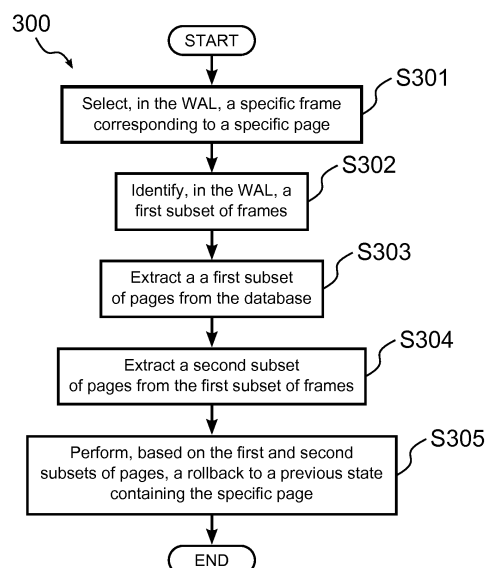 300
START
S301
Select, in the WAL, a specific frame
corresponding to a specific page
S302
Identify, in the WAL, a
first subset of frames
S303
Extract a a first subset
of pages from the database
S304
Extract a second subset
of pages from the first subset of frames
S305
Perform, based on the first and second
subsets of pages, a rollback to a previous state
containing the specific page
END